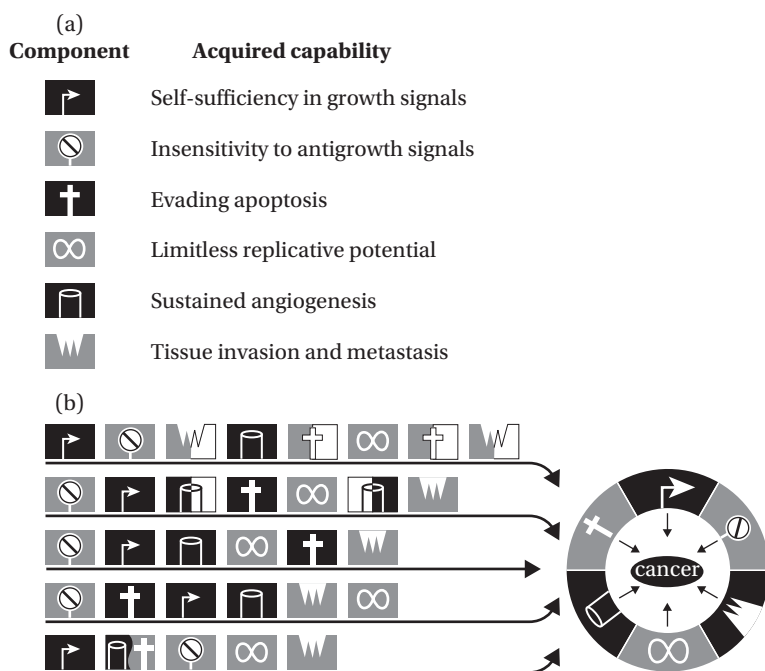 (a)
Component Acquired capability
Self-sufficiency in growth signals
Insensitivity to antigrowth signals
Evading apoptosis
Limitless replicative potential
Sustained angiogenesis
Tissue invasion and metastasis
(b)
cancer